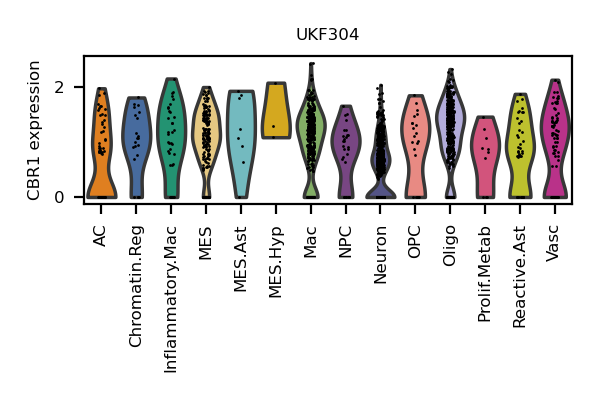 UKF304
CBR1 expression
2
0
AC
Chromatin.Reg
Inflammatory.Mac
MES
MES.Ast
MES.Hyp
Mac
NPC
Neuron
OPC
Oligo
Prolif.Metab
Reactive.Ast
Vasc